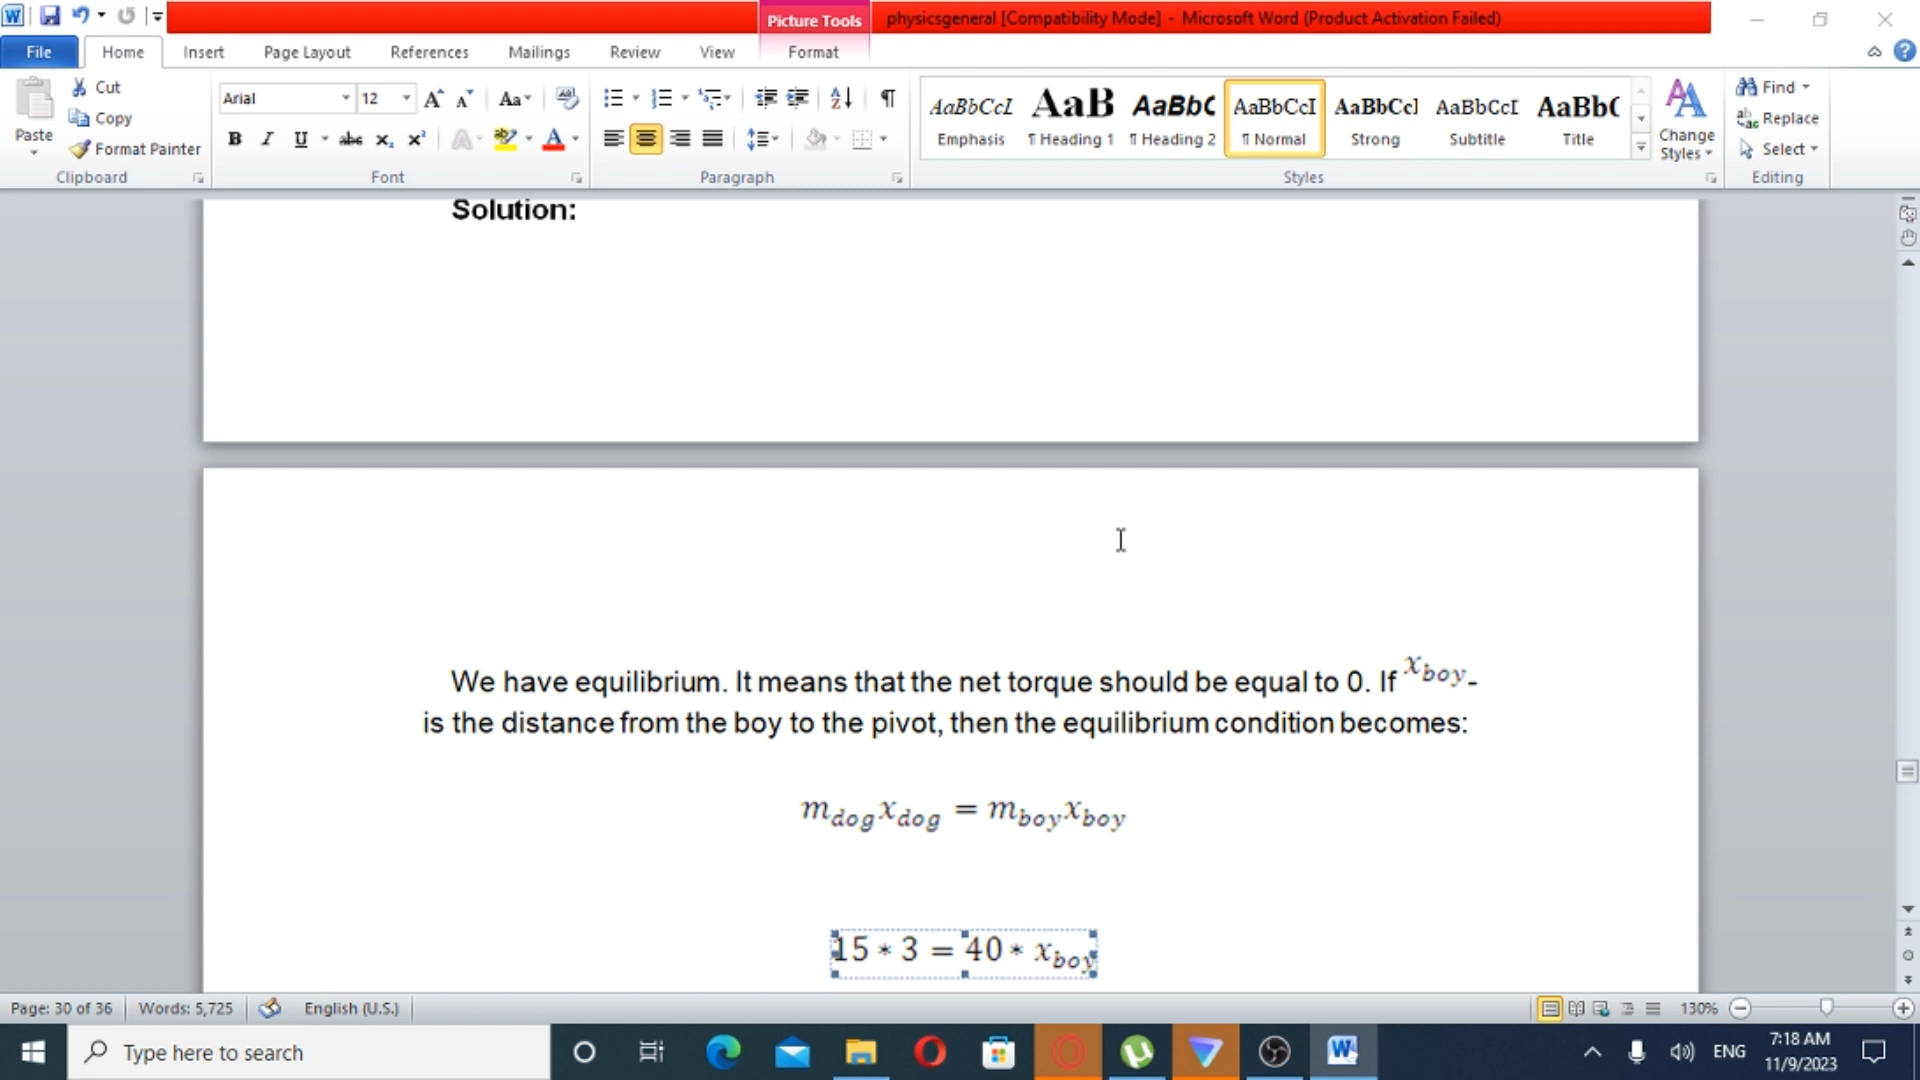 Picture Tools
physicsgeneral [Compatibility Mode] - Microsoft Word (Product Activation Failed)
File Home Insert Page Layout References Mailings Review View Format
Paste
Cut
Copy
Format Painter
Clipboard
Arial 12
Font
Paragraph
AaBbCcI AaB AaBbC AaBbCcI AaBbCcl AaBbCcI AaBb(
Emphasis ¶ Heading 1 ¶ Heading 2 ¶ Normal Strong Subtitle Title
Change Styles
Styles
Find
Replace
Select
Editing
Solution:
We have equilibrium. It means that the net torque should be equal to 0. If x_boy-
is the distance from the boy to the pivot, then the equilibrium condition becomes:
m_dog x_dog = m_boy x_boy
15 * 3 = 40 * x_boy
Page: 30 of 36 Words: 5,725 English (U.S.) 130%
Type here to search
ENG
7:18 AM
11/9/2023